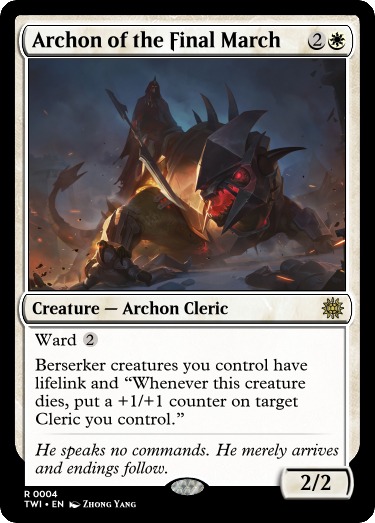 Archon of the Final March 2
Creature — Archon Cleric
Ward 2
Berserker creatures you control have
lifelink and “Whenever this creature
dies, put a +1/+1 counter on target
Cleric you control.”
He speaks no commands. He merely arrives
and endings follow.
2/2
R 0004
TWI • EN Zhong Yang